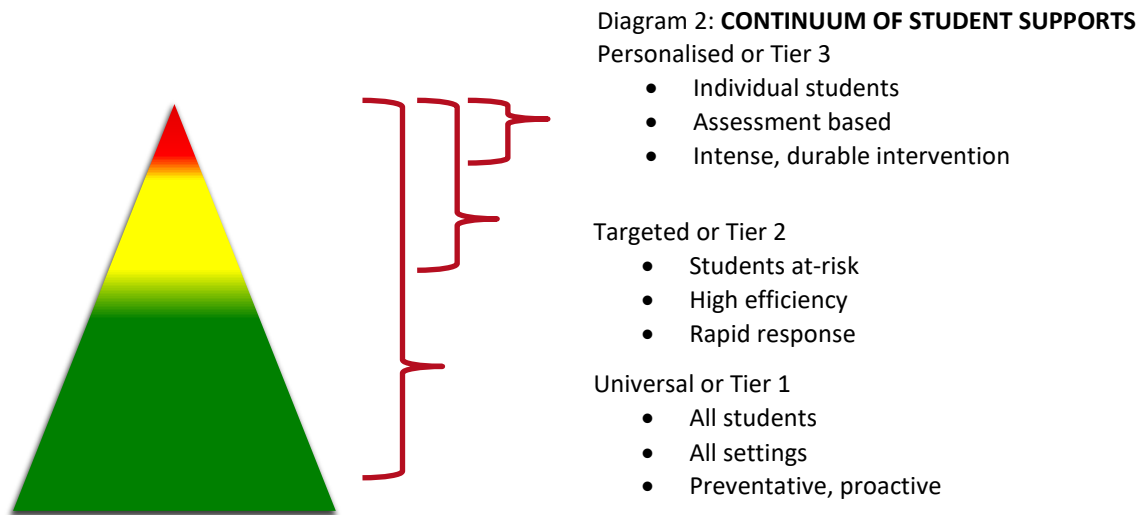 Diagram 2: CONTINUUM OF STUDENT SUPPORTS
Personalised or Tier 3
• Individual students
• Assessment based
• Intense, durable intervention
Targeted or Tier 2
• Students at-risk
• High efficiency
• Rapid response
Universal or Tier 1
• All students
• All settings
• Preventative, proactive